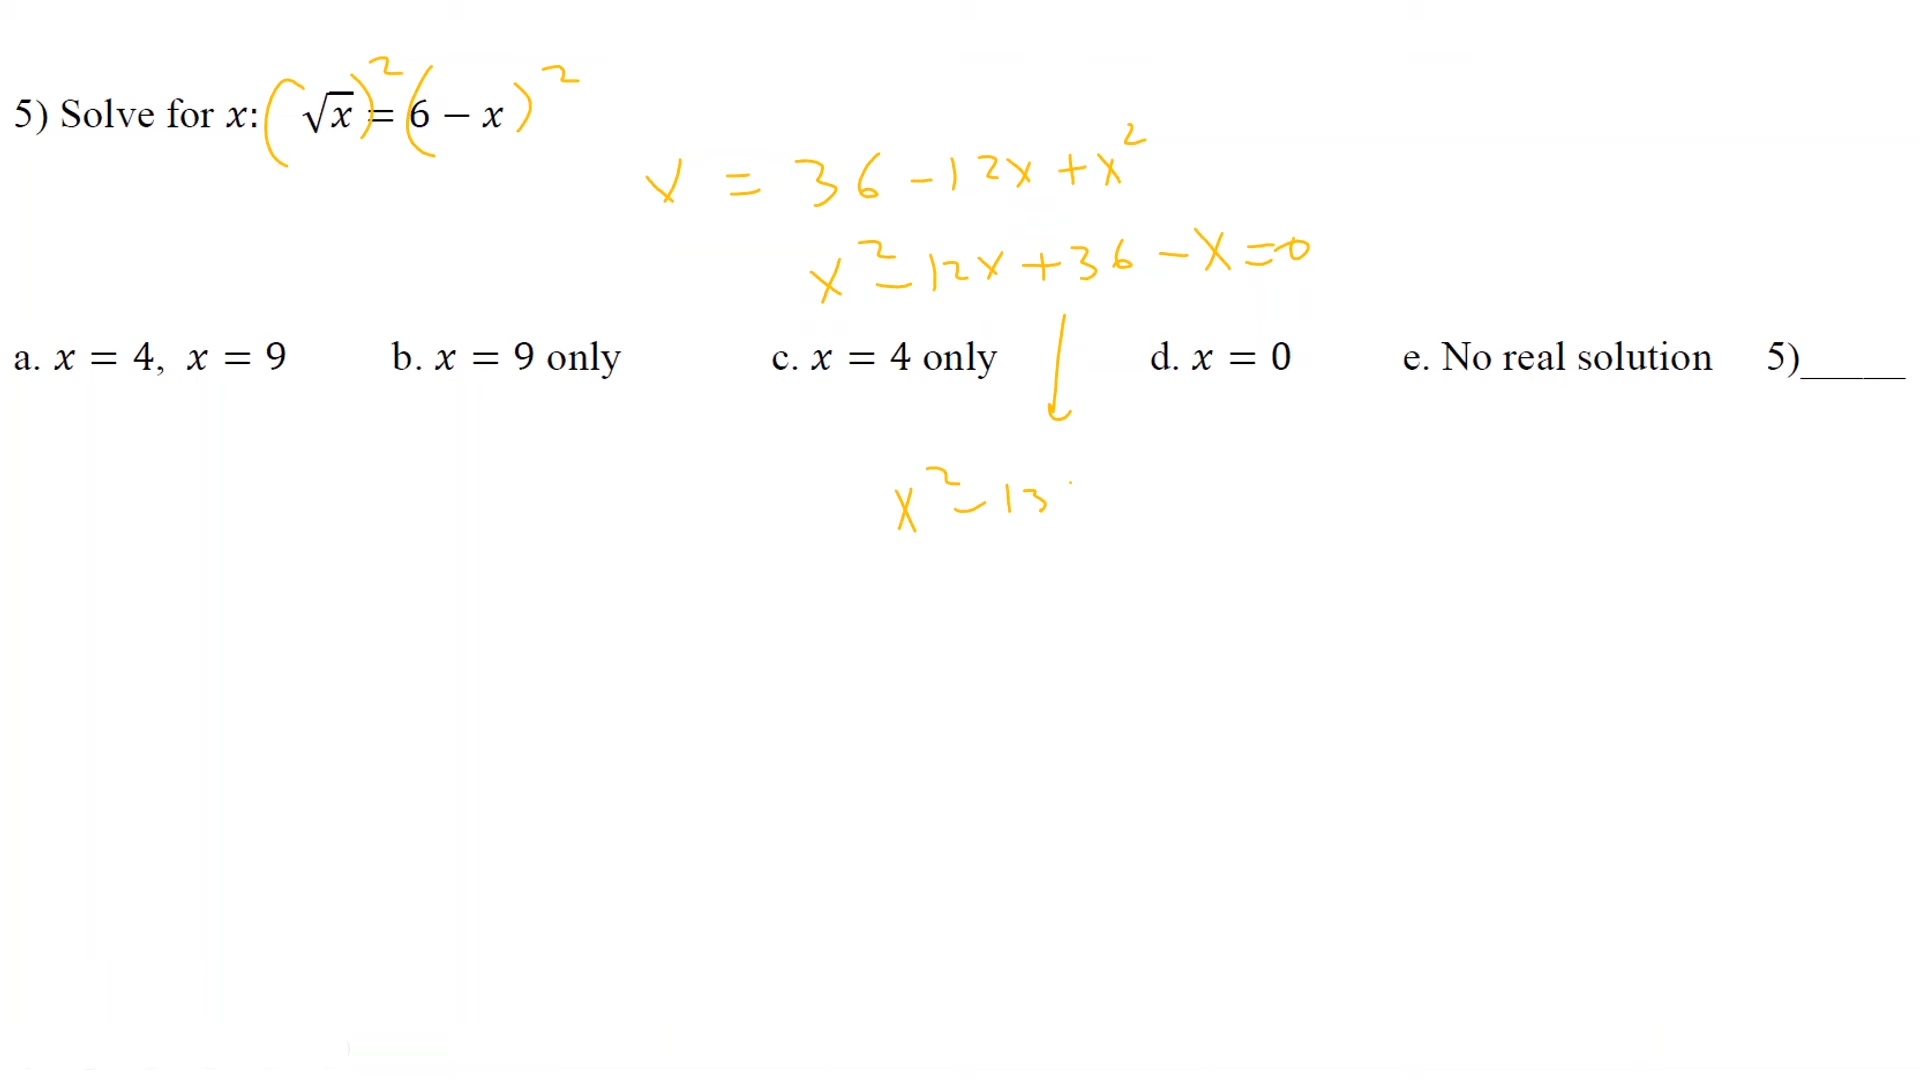 5) Solve for x: (√x)² = (6 − x)²
x = 36 - 12x + x²
x² - 12x + 36 - x = 0
a. x = 4, x = 9 b. x = 9 only c. x = 4 only d. x = 0 e. No real solution 5)_____
x² - 13